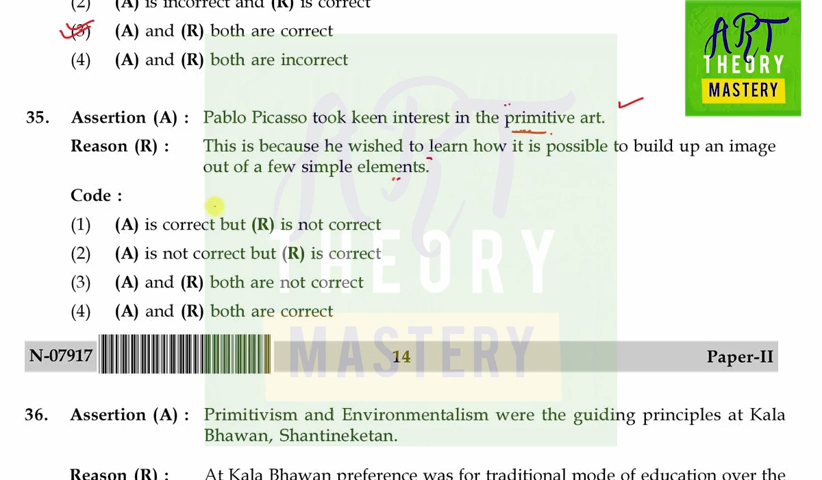 (2) (A) is incorrect and (R) is correct
(3) (A) and (R) both are correct
(4) (A) and (R) both are incorrect
ART
THEORY
MASTERY
35. Assertion (A) : Pablo Picasso took keen interest in the primitive art.
Reason (R) : This is because he wished to learn how it is possible to build up an image
out of a few simple elements.
Code :
(1) (A) is correct but (R) is not correct
(2) (A) is not correct but (R) is correct
(3) (A) and (R) both are not correct
(4) (A) and (R) both are correct
ART
THEORY
MASTERY
N-07917 14 Paper-II
36. Assertion (A) : Primitivism and Environmentalism were the guiding principles at Kala
Bhawan, Shantineketan.
Reason (R) : At Kala Bhawan preference was for traditional mode of education over the